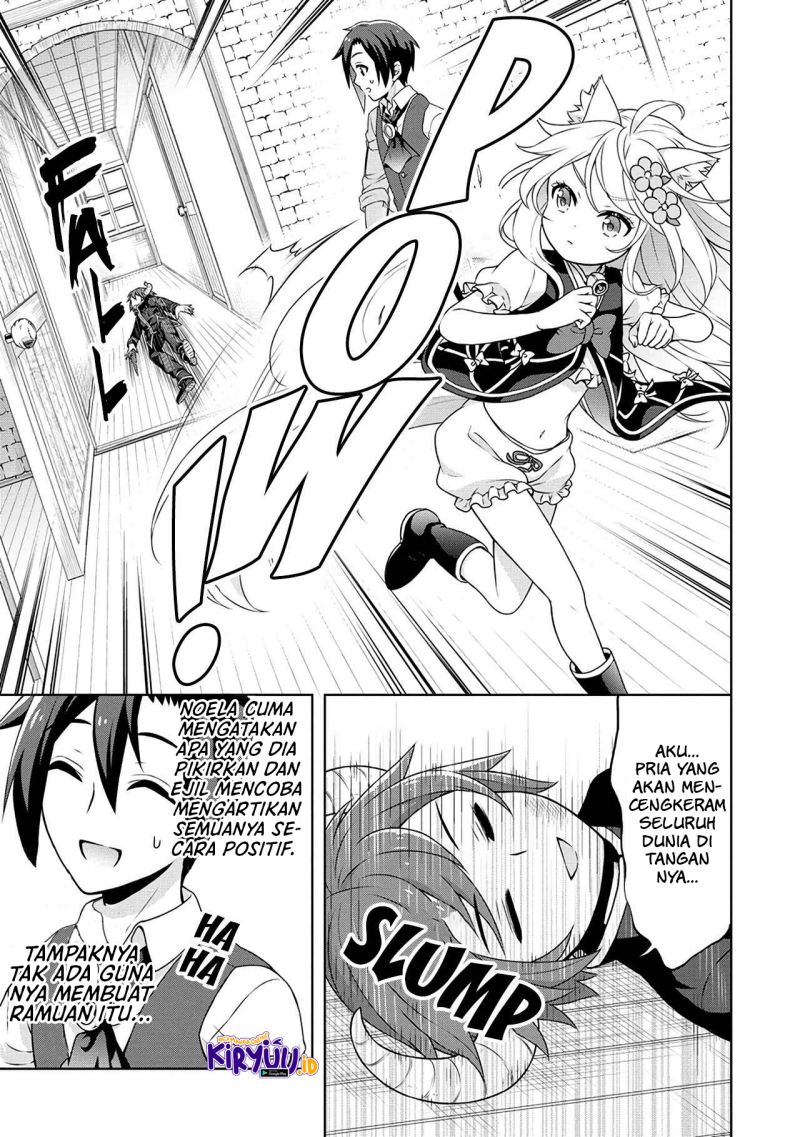 POW!
FALL
AKU...
PRIA YANG
AKAN MEN-
CENGKERAM
SELURUH
DUNIA DI
TANGAN
NYA...
SLUMP
NOELA CUMA
MENGATAKAN
APA YANG DIA
PIKIRKAN DAN
EJIL MENCOBA
MENGARTIKAN
SEMUANYA SE-
CARA POSITIF.
HA
HA
TAMPAKNYA
TAK ADA GUNA
NYA MEMBUAT
RAMUAN ITU...
KIRYUU.ID